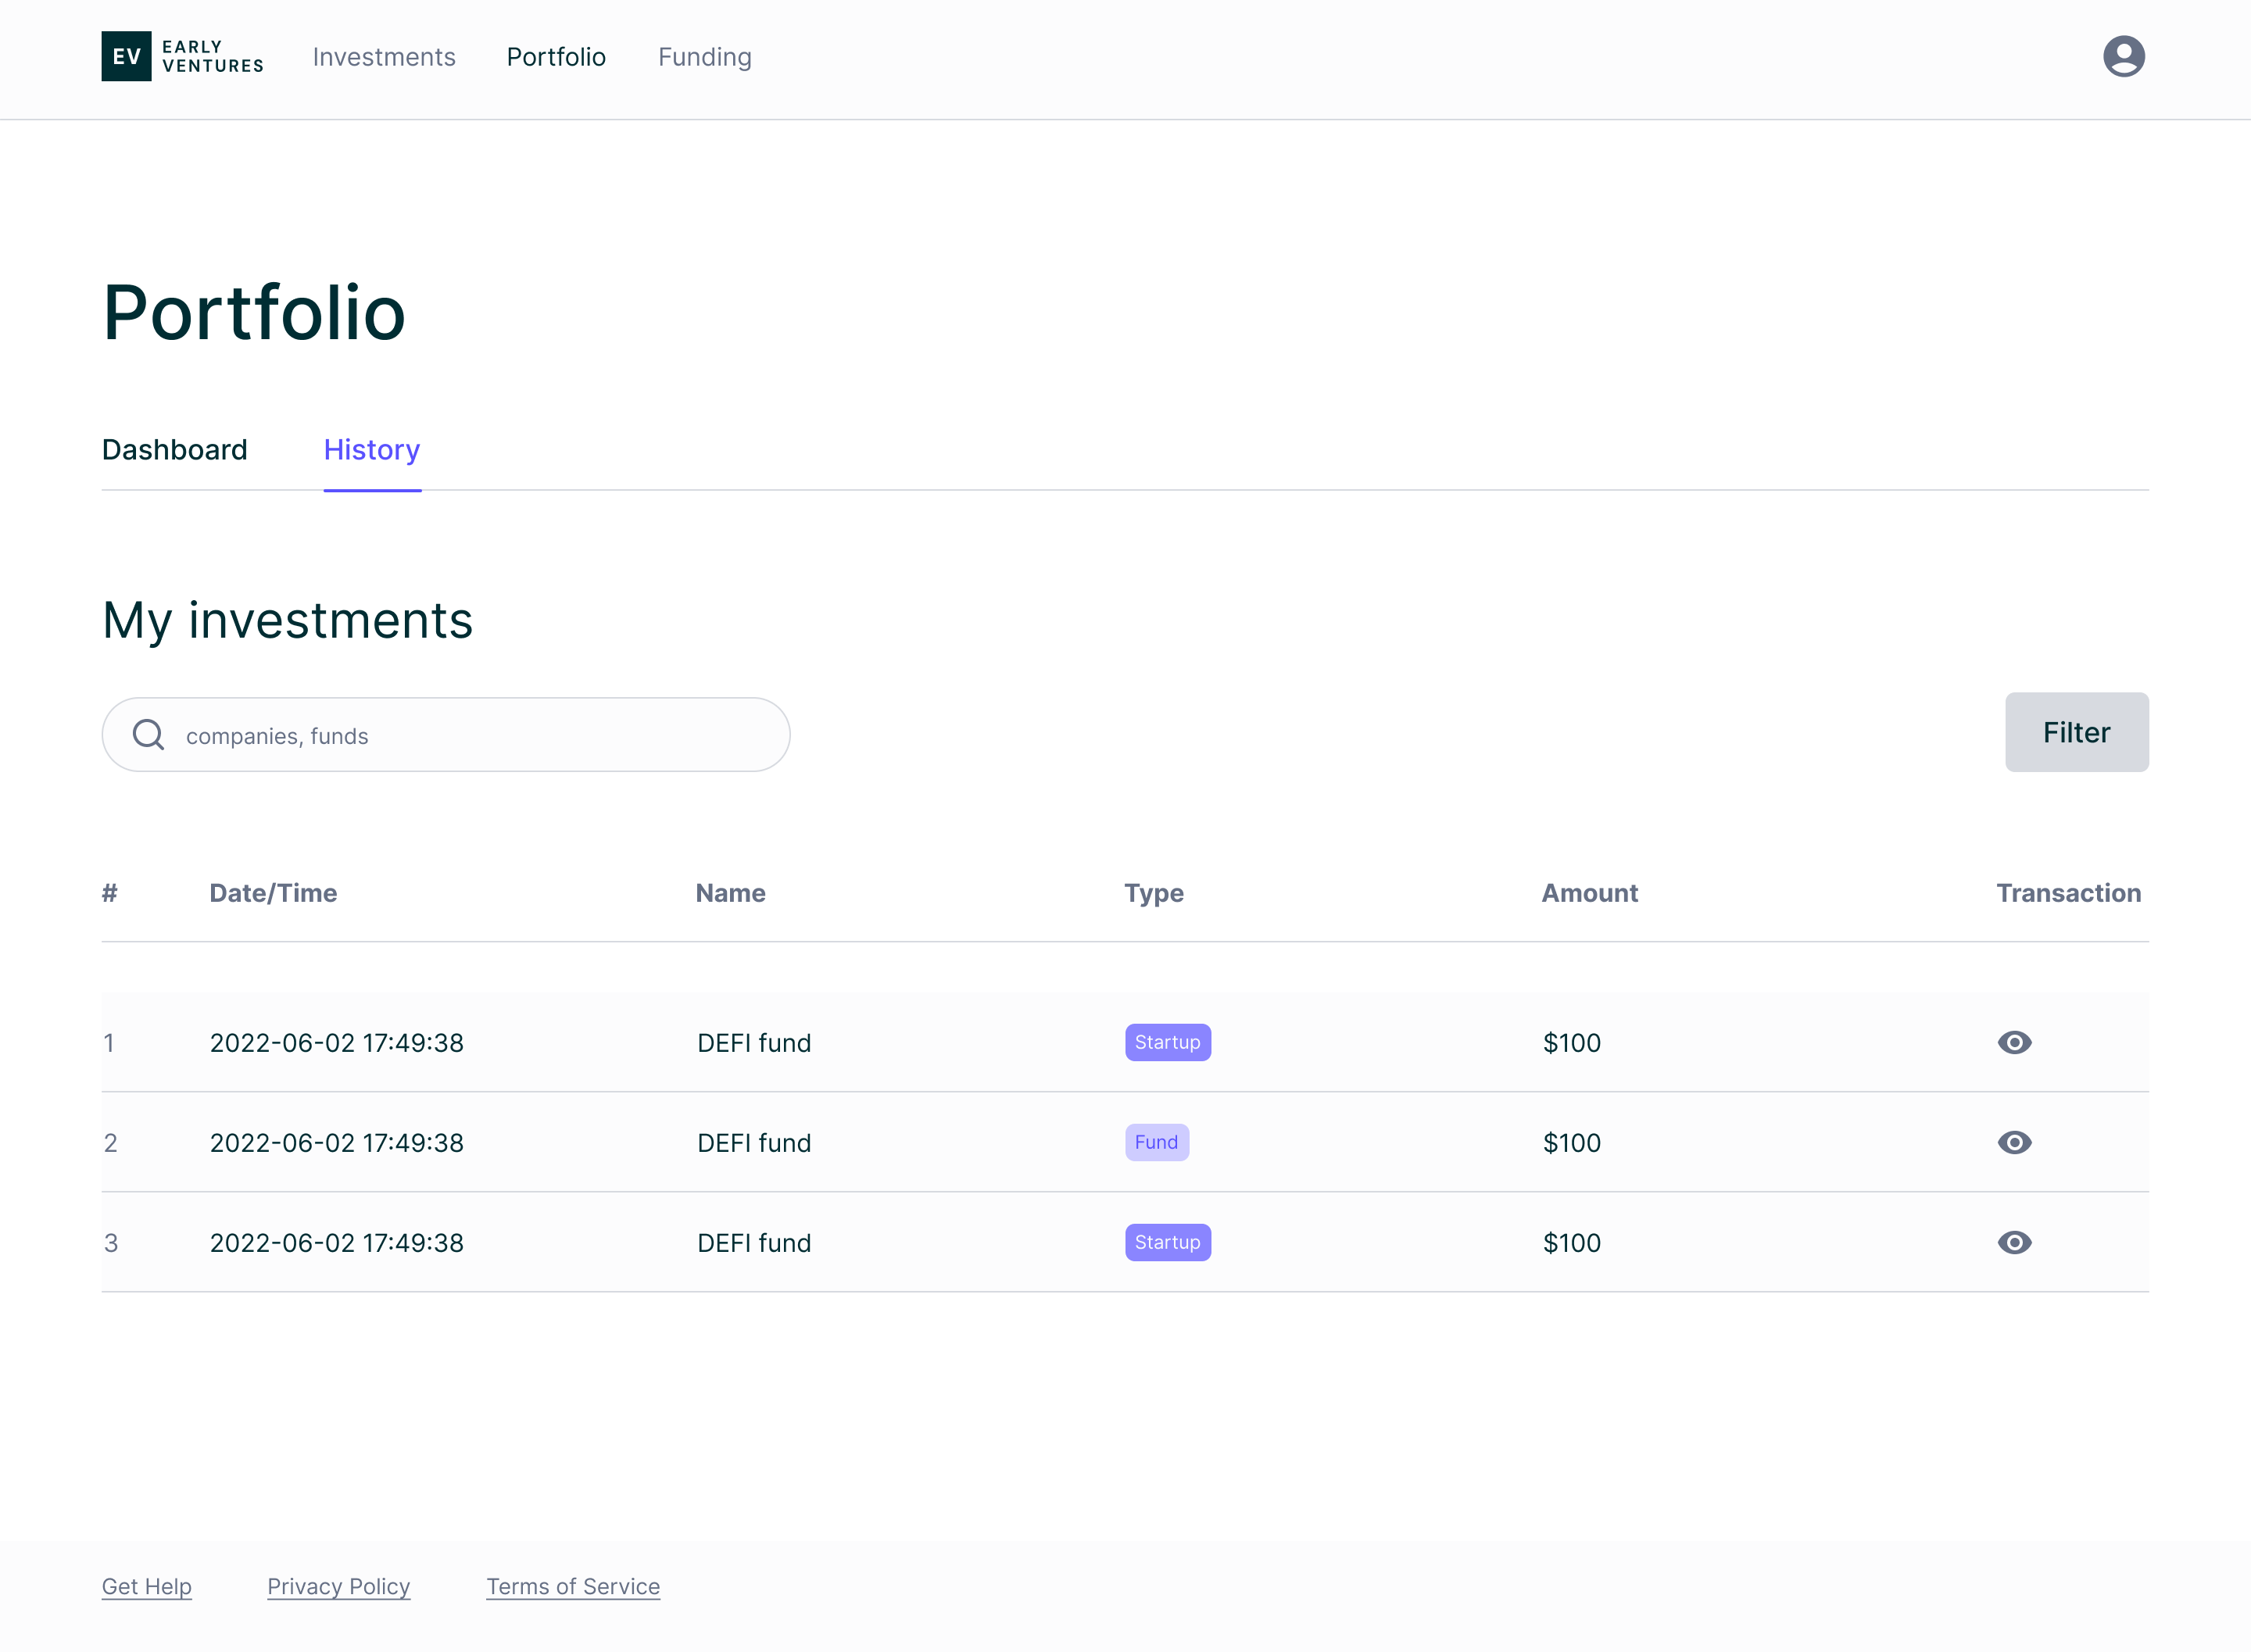 EV EARLY VENTURES Investments Portfolio Funding
Portfolio
Dashboard History
My investments
companies, funds Filter
# Date/Time Name Type Amount Transaction
1 2022-06-02 17:49:38 DEFI fund Startup $100
2 2022-06-02 17:49:38 DEFI fund Fund $100
3 2022-06-02 17:49:38 DEFI fund Startup $100
Get Help Privacy Policy Terms of Service